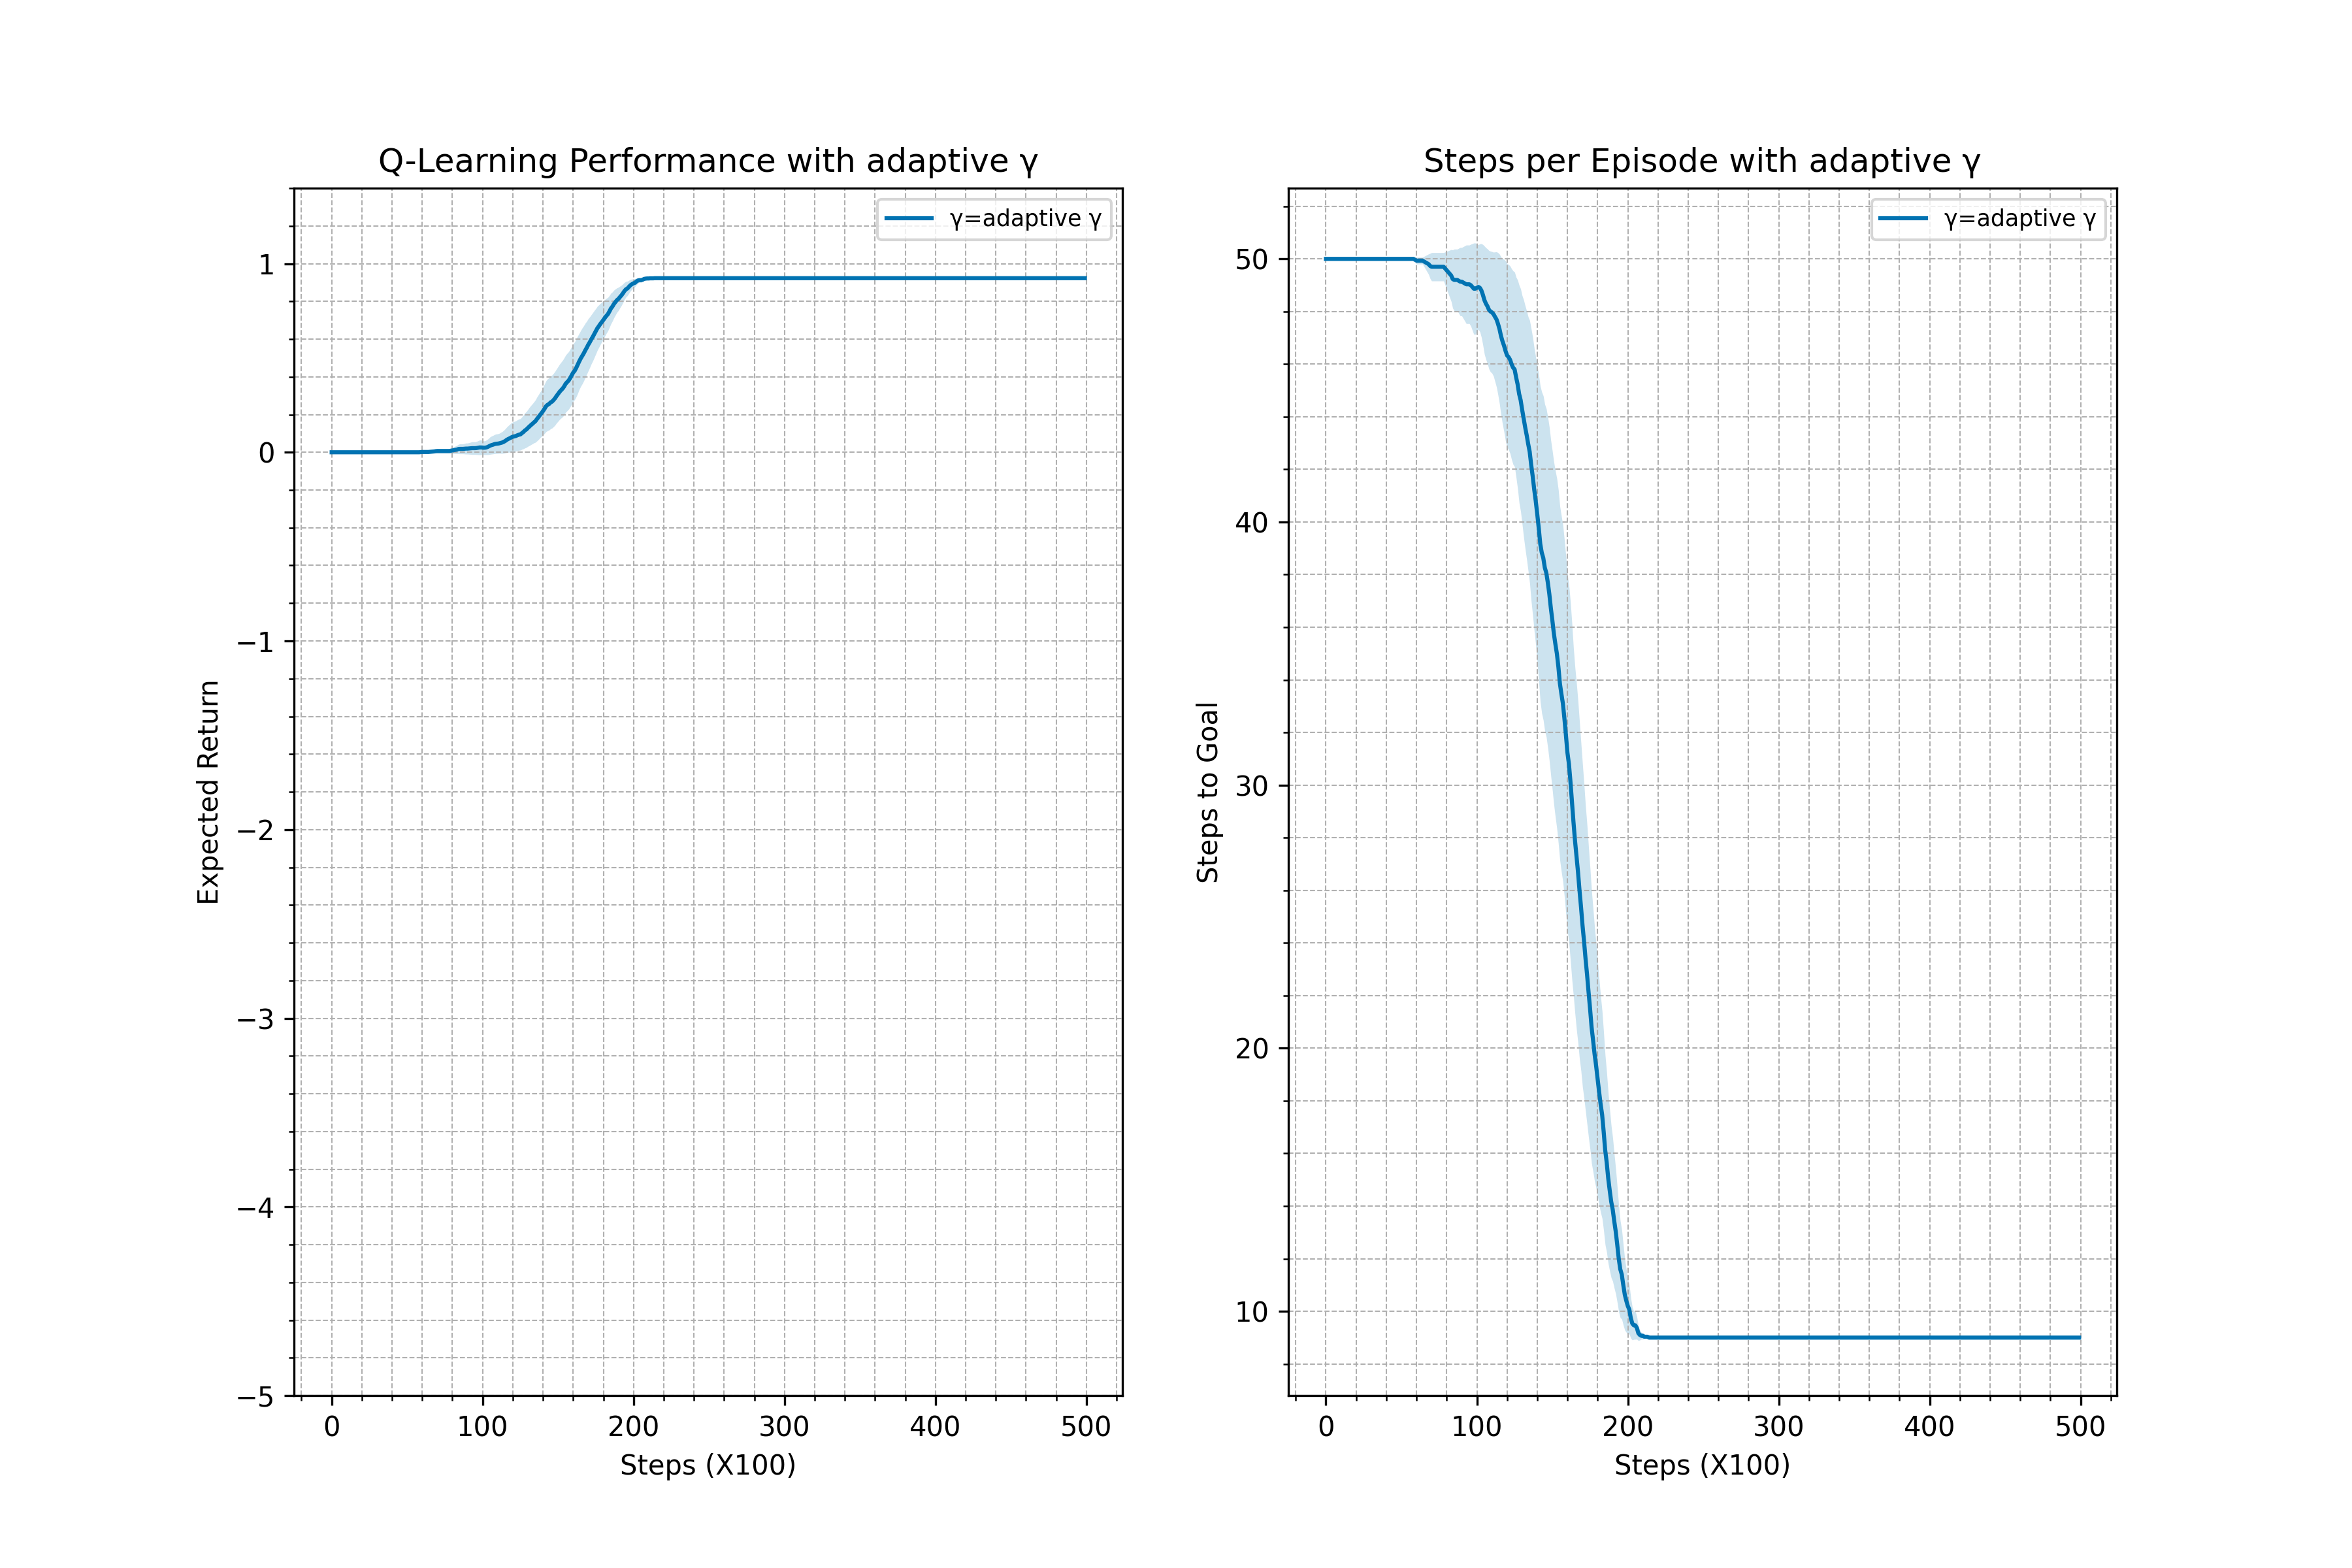 Q-Learning Performance with adaptive γ
γ=adaptive γ
1
0
−1
−2
−3
−4
−5
Expected Return
0 100 200 300 400 500
Steps (X100)
Steps per Episode with adaptive γ
γ=adaptive γ
50
40
30
20
10
Steps to Goal
0 100 200 300 400 500
Steps (X100)